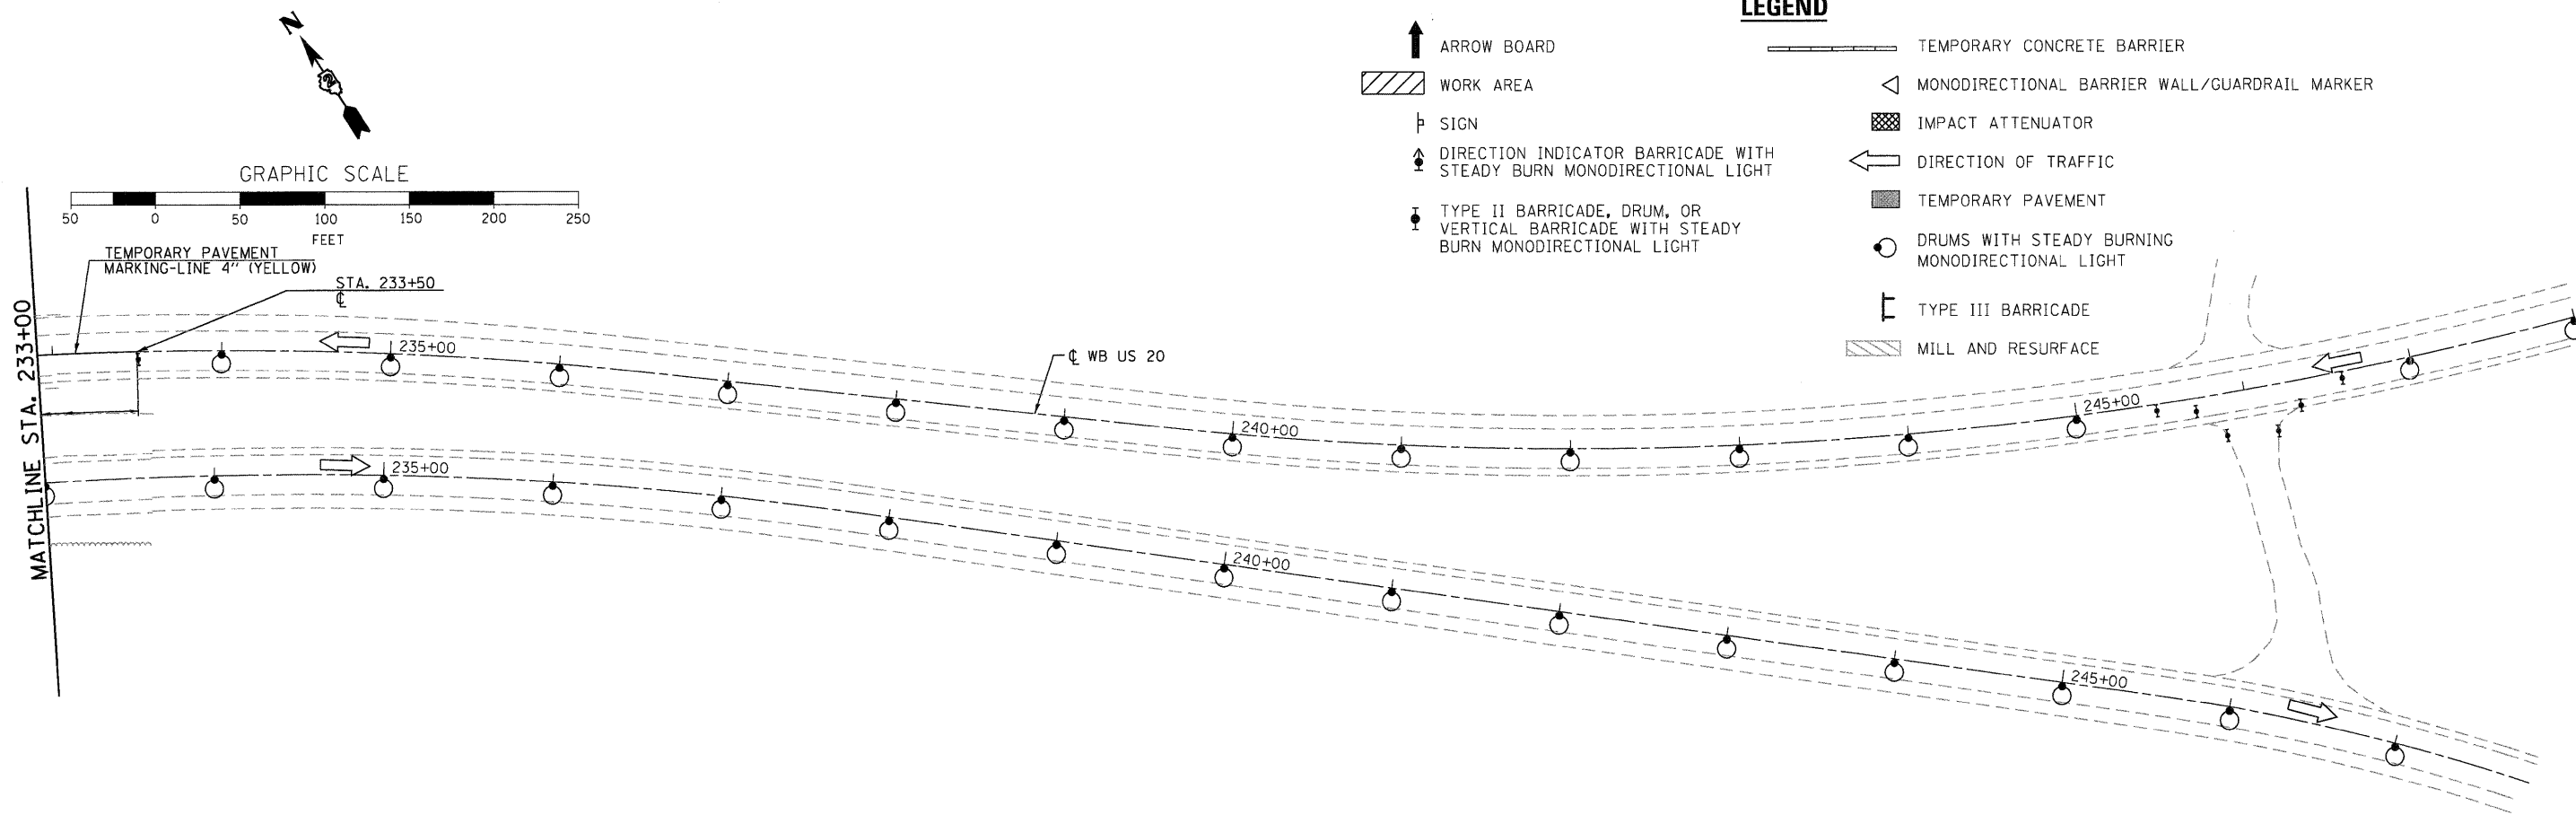 LEGEND
N
2
ARROW BOARD
WORK AREA
SIGN
DIRECTION INDICATOR BARRICADE WITH
STEADY BURN MONODIRECTIONAL LIGHT
TYPE II BARRICADE, DRUM, OR
VERTICAL BARRICADE WITH STEADY
BURN MONODIRECTIONAL LIGHT
TEMPORARY CONCRETE BARRIER
MONODIRECTIONAL BARRIER WALL/GUARDRAIL MARKER
IMPACT ATTENUATOR
DIRECTION OF TRAFFIC
TEMPORARY PAVEMENT
DRUMS WITH STEADY BURNING
MONODIRECTIONAL LIGHT
TYPE III BARRICADE
MILL AND RESURFACE
GRAPHIC SCALE
50 0 50 100 150 200 250
FEET
TEMPORARY PAVEMENT
MARKING-LINE 4" (YELLOW)
STA. 233+50
℄
MATCHLINE STA. 233+00
235+00
℄ WB US 20
240+00
245+00
235+00
240+00
245+00